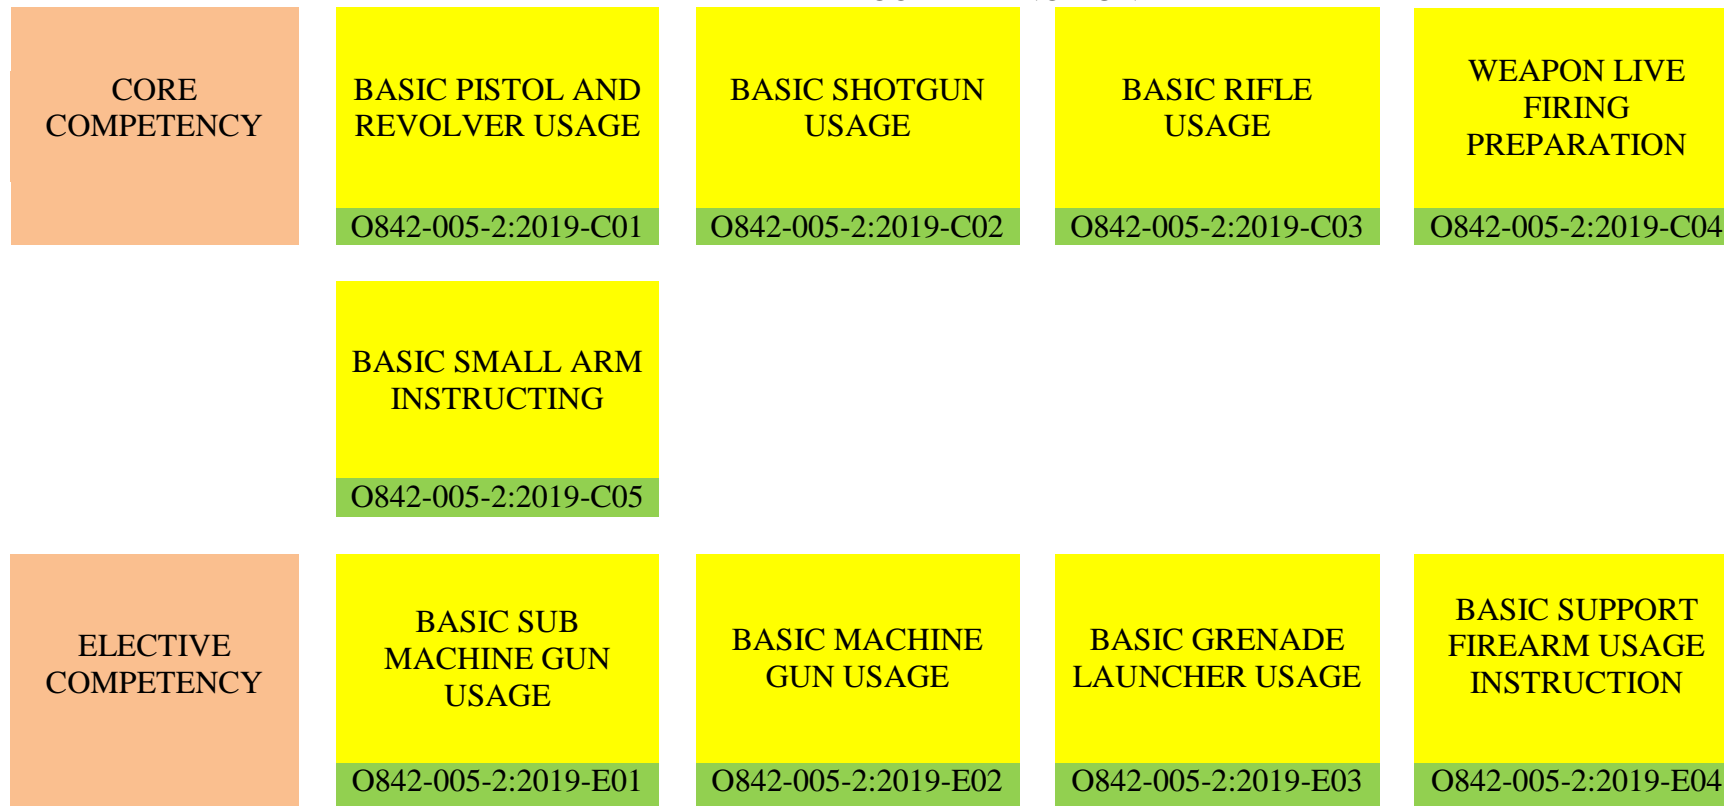 CORE
COMPETENCY
BASIC PISTOL AND
REVOLVER USAGE
O842-005-2:2019-C01
BASIC SHOTGUN
USAGE
O842-005-2:2019-C02
BASIC RIFLE
USAGE
O842-005-2:2019-C03
WEAPON LIVE
FIRING
PREPARATION
O842-005-2:2019-C04
BASIC SMALL ARM
INSTRUCTING
O842-005-2:2019-C05
ELECTIVE
COMPETENCY
BASIC SUB
MACHINE GUN
USAGE
O842-005-2:2019-E01
BASIC MACHINE
GUN USAGE
O842-005-2:2019-E02
BASIC GRENADE
LAUNCHER USAGE
O842-005-2:2019-E03
BASIC SUPPORT
FIREARM USAGE
INSTRUCTION
O842-005-2:2019-E04